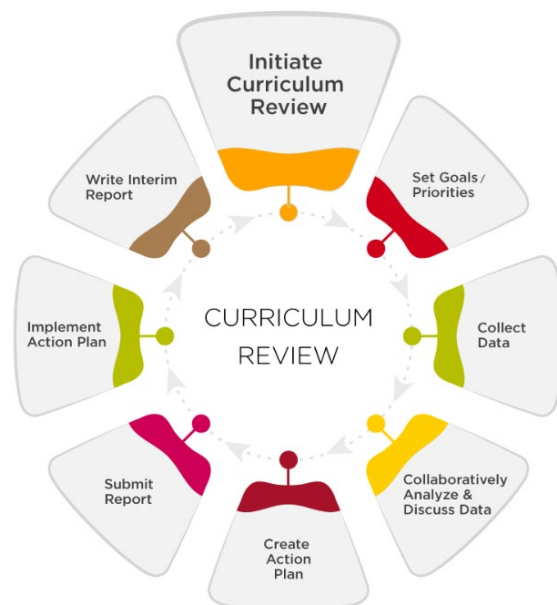 Initiate
Curriculum
Review
Set Goals /
Priorities
Collect
Data
Collaboratively
Analyze &
Discuss Data
Create
Action
Plan
Submit
Report
Implement
Action Plan
Write Interim
Report
CURRICULUM
REVIEW